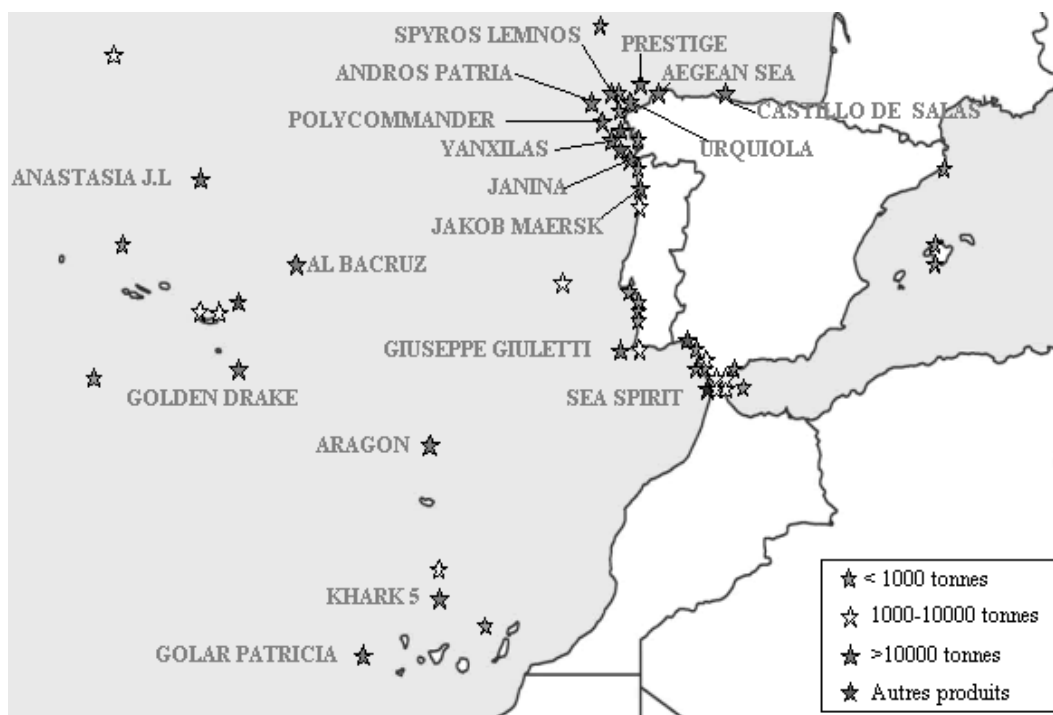 SPYROS LEMNOS
PRESTIGE
ANDROS PATRIA
AEGEAN SEA
CASTILLO DE SALAS
POLYCOMMANDER
YANXILAS
URQUIOLA
ANASTASIA J.L
JANINA
JAKOB MAERSK
AL BACRUZ
GIUSEPPE GIULETTI
GOLDEN DRAKE
SEA SPIRIT
ARAGON
KHARK 5
GOLAR PATRICIA
< 1000 tonnes
1000-10000 tonnes
>10000 tonnes
Autres produits